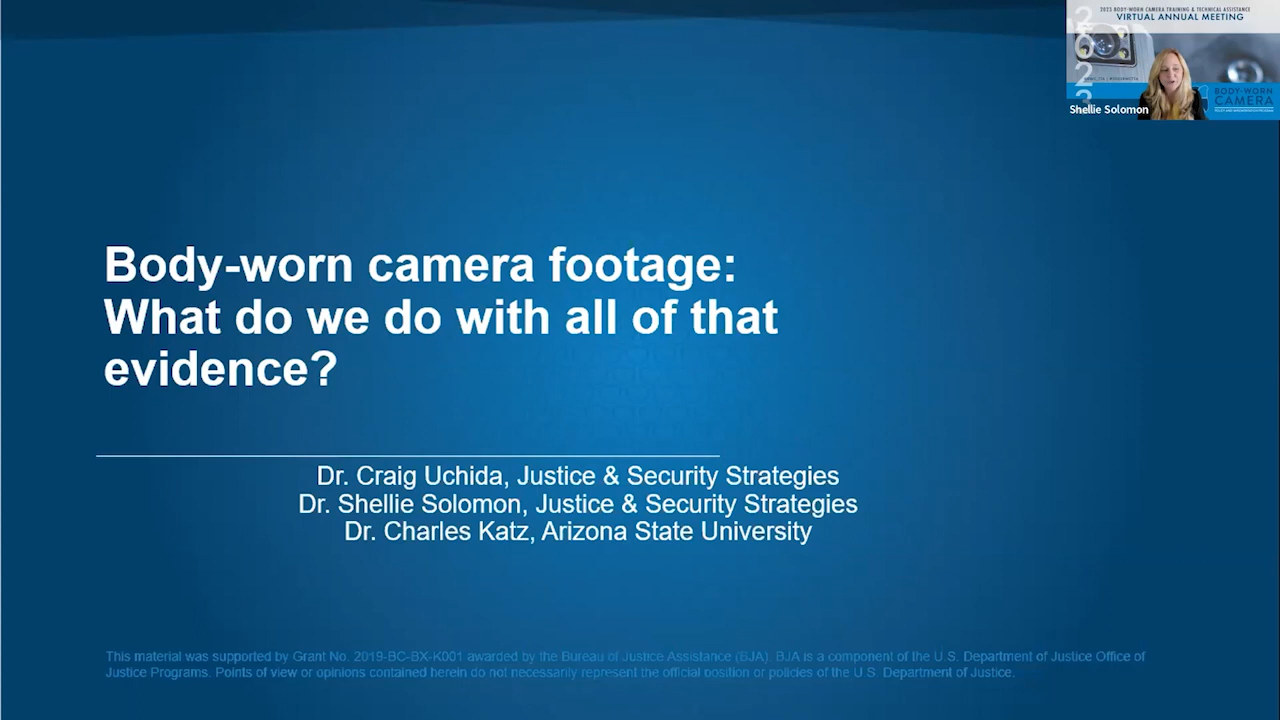 2023 BODY-WORN CAMERA TRAINING & TECHNICAL ASSISTANCE
VIRTUAL ANNUAL MEETING
2023
BODY-WORN
CAMERA
Shellie Solomon
Body-worn camera footage:
What do we do with all of that
evidence?
Dr. Craig Uchida, Justice & Security Strategies
Dr. Shellie Solomon, Justice & Security Strategies
Dr. Charles Katz, Arizona State University
This material was supported by Grant No. 2019-BC-BX-K001 awarded by the Bureau of Justice Assistance (BJA). BJA is a component of the U.S. Department of Justice Office of
Justice Programs. Points of view or opinions contained herein do not necessarily represent the official position or policies of the U.S. Department of Justice.